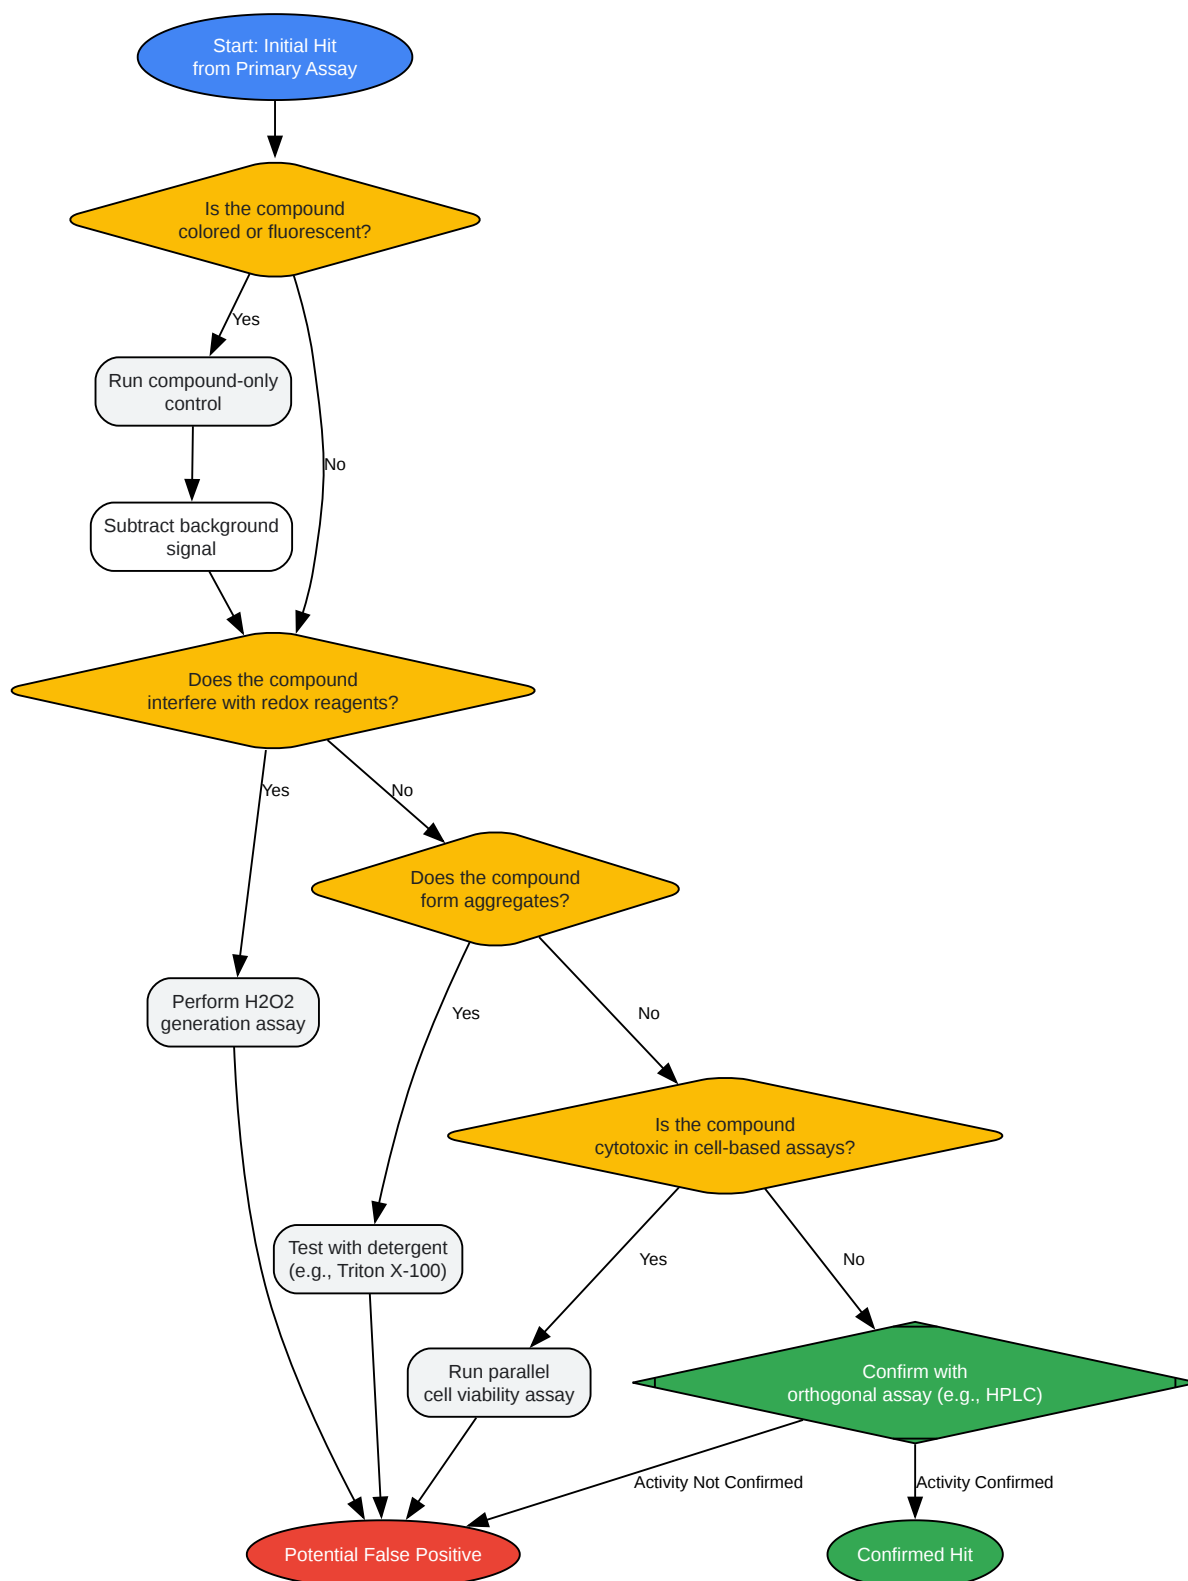 Start: Initial Hit
from Primary Assay
Is the compound
colored or fluorescent?
Yes
Run compound-only
control
No
Subtract background
signal
Does the compound
interfere with redox reagents?
Yes
No
Does the compound
form aggregates?
Perform H2O2
generation assay
Yes
No
Is the compound
cytotoxic in cell-based assays?
Test with detergent
(e.g., Triton X-100)
Yes
No
Run parallel
cell viability assay
Confirm with
orthogonal assay (e.g., HPLC)
Activity Not Confirmed
Activity Confirmed
Potential False Positive
Confirmed Hit